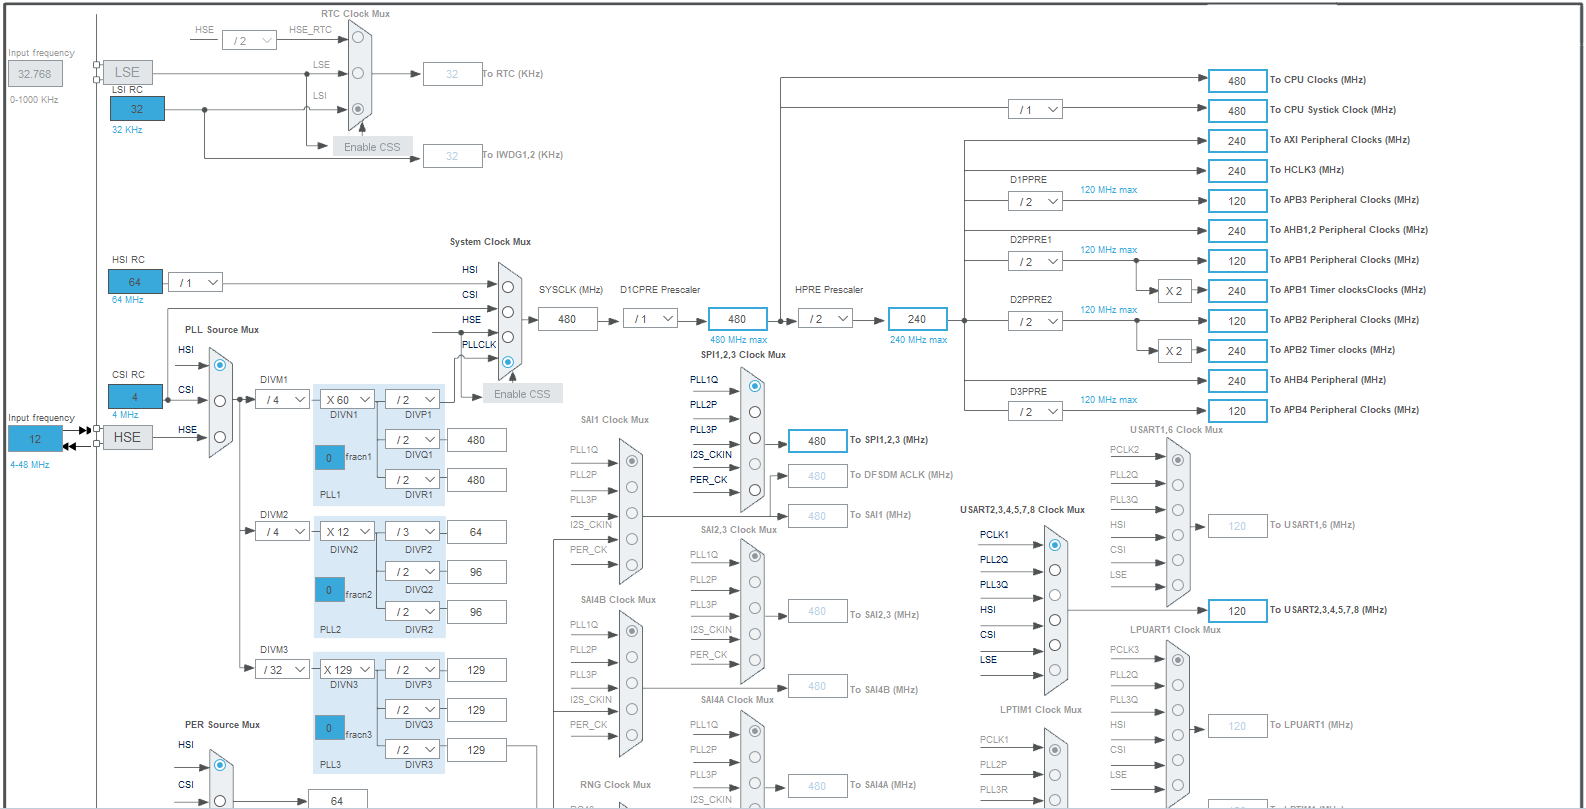 RTC Clock Mux
HSE
/ 2
HSE_RTC
Input frequency
32.768
0-1000 KHz
LSE
LSE
32
To RTC (KHz)
LSI RC
32
32 KHz
LSI
Enable CSS
32
To IWDG1,2 (KHz)
480
To CPU Clocks (MHz)
/ 1
480
To CPU Systick Clock (MHz)
240
To AXI Peripheral Clocks (MHz)
240
To HCLK3 (MHz)
D1PPRE
/ 2
120 MHz max
120
To APB3 Peripheral Clocks (MHz)
240
To AHB1,2 Peripheral Clocks (MHz)
D2PPRE1
/ 2
120 MHz max
120
To APB1 Peripheral Clocks (MHz)
X 2
240
To APB1 Timer clocksClocks (MHz)
D2PPRE2
/ 2
120 MHz max
120
To APB2 Peripheral Clocks (MHz)
X 2
240
To APB2 Timer clocks (MHz)
240
To AHB4 Peripheral (MHz)
D3PPRE
/ 2
120 MHz max
120
To APB4 Peripheral Clocks (MHz)
System Clock Mux
HSI RC
64
64 MHz
/ 1
HSI
CSI
HSE
PLLCLK
Enable CSS
SYSCLK (MHz)
480
D1CPRE Prescaler
/ 1
480
480 MHz max
HPRE Prescaler
/ 2
240
240 MHz max
PLL Source Mux
HSI
CSI
HSE
CSI RC
4
4 MHz
Input frequency
12
4-48 MHz
HSE
DIVM1
/ 4
X 60
DIVN1
/ 2
DIVP1
0
fracn1
/ 2
DIVQ1
480
PLL1
/ 2
DIVR1
480
DIVM2
/ 4
X 12
DIVN2
/ 3
DIVP2
64
0
fracn2
/ 2
DIVQ2
96
PLL2
/ 2
DIVR2
96
DIVM3
/ 32
X 129
DIVN3
/ 2
DIVP3
129
0
fracn3
/ 2
DIVQ3
129
PLL3
/ 2
DIVR3
129
PER Source Mux
HSI
CSI
64
SPI1,2,3 Clock Mux
PLL1Q
PLL2P
PLL3P
I2S_CKIN
PER_CK
480
To SPI1,2,3 (MHz)
480
To DFSDM ACLK (MHz)
SAI1 Clock Mux
PLL1Q
PLL2P
PLL3P
I2S_CKIN
PER_CK
480
To SAI1 (MHz)
SAI2,3 Clock Mux
PLL1Q
PLL2P
PLL3P
I2S_CKIN
PER_CK
480
To SAI2,3 (MHz)
SAI4B Clock Mux
PLL1Q
PLL2P
PLL3P
I2S_CKIN
PER_CK
480
To SAI4B (MHz)
SAI4A Clock Mux
PLL1Q
PLL2P
PLL3P
I2S_CKIN
480
To SAI4A (MHz)
RNG Clock Mux
USART1,6 Clock Mux
PCLK2
PLL2Q
PLL3Q
HSI
CSI
LSE
120
To USART1,6 (MHz)
USART2,3,4,5,7,8 Clock Mux
PCLK1
PLL2Q
PLL3Q
HSI
CSI
LSE
120
To USART2,3,4,5,7,8 (MHz)
LPUART1 Clock Mux
PCLK3
PLL2Q
PLL3Q
HSI
CSI
LSE
120
To LPUART1 (MHz)
LPTIM1 Clock Mux
PCLK1
PLL2P
PLL3R